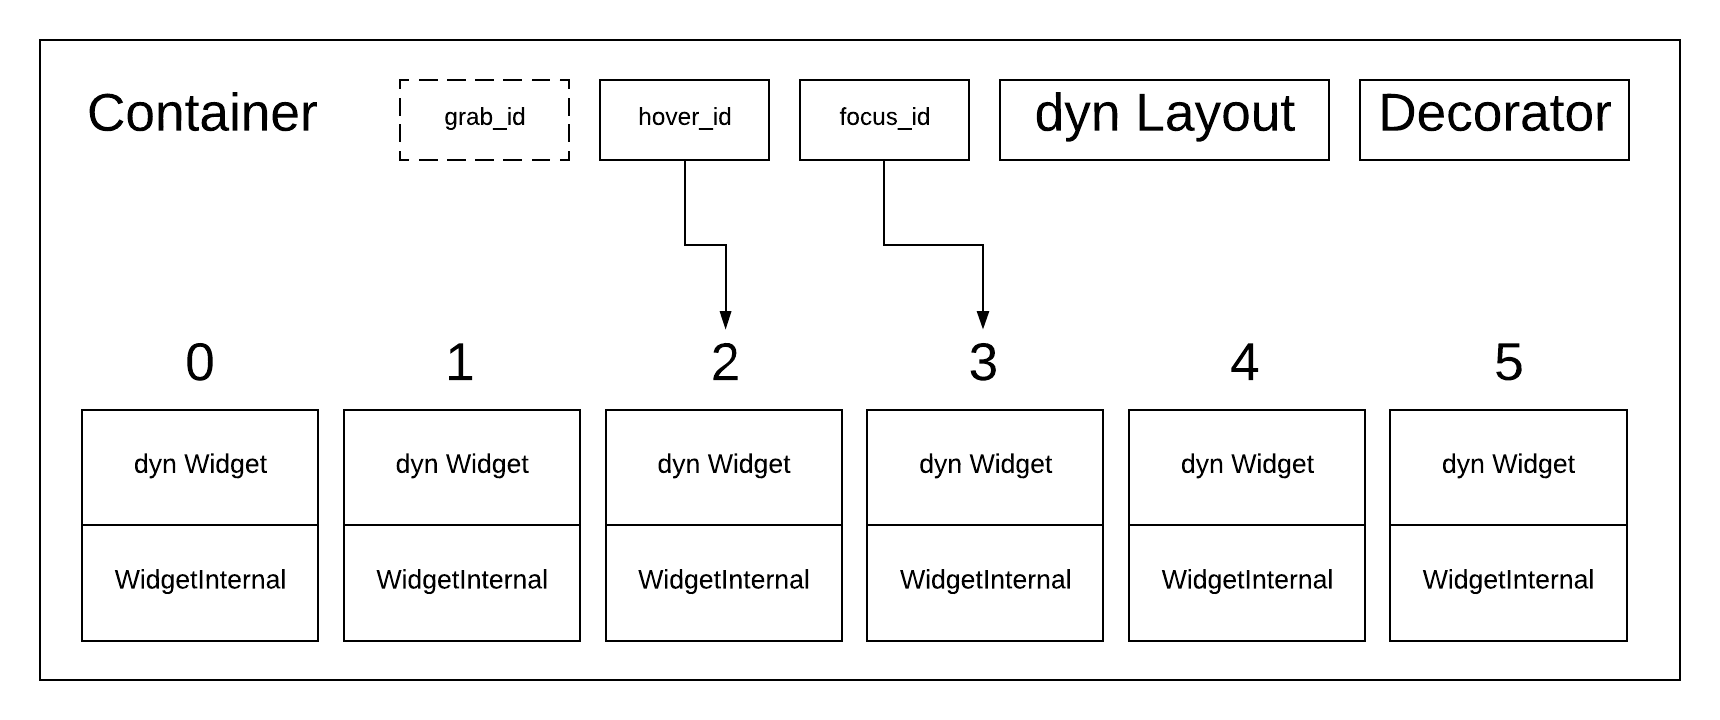 Container
grab_id
hover_id
focus_id
dyn Layout
Decorator
0
1
2
3
4
5
dyn Widget
dyn Widget
dyn Widget
dyn Widget
dyn Widget
dyn Widget
WidgetInternal
WidgetInternal
WidgetInternal
WidgetInternal
WidgetInternal
WidgetInternal